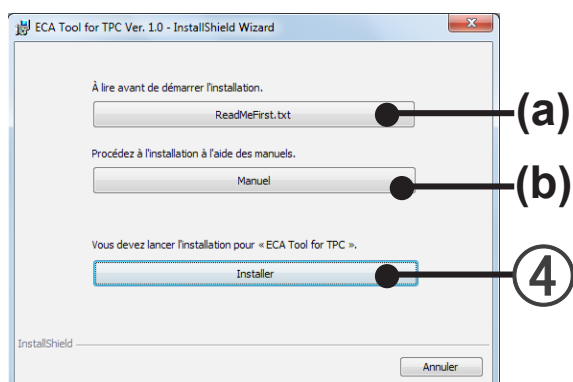 ECA Tool for TPC Ver. 1.0 - InstallShield Wizard
À lire avant de démarrer l'installation.
ReadMeFirst.txt
(a)
Procédez à l'installation à l'aide des manuels.
Manuel
(b)
Vous devez lancer l'installation pour « ECA Tool for TPC ».
Installer
4
InstallShield
Annuler